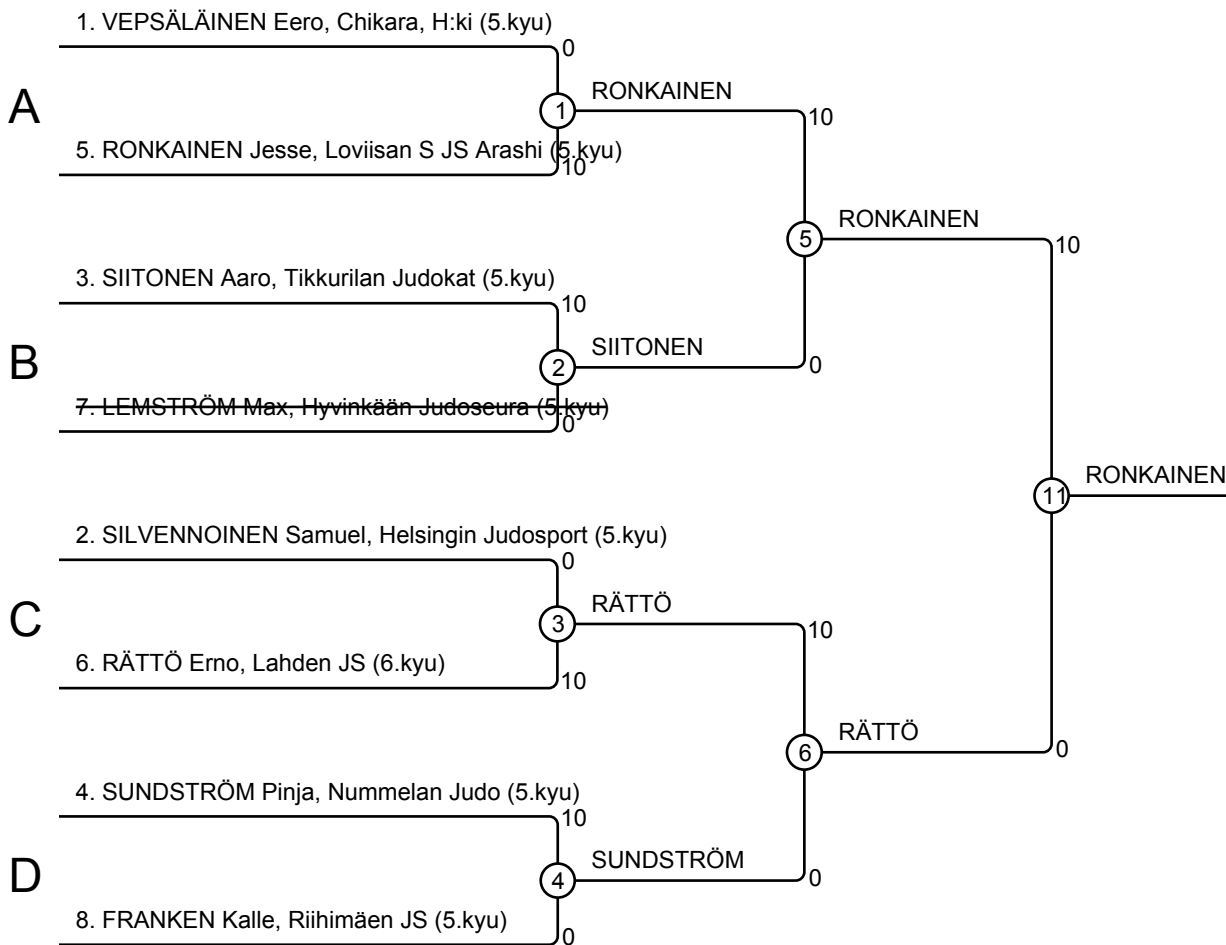 1. VEPSÄLÄINEN Eero, Chikara, H:ki (5.kyu)
0
A
1
RONKAINEN
10
5. RONKAINEN Jesse, Loviisan S JS Arashi (5.kyu)
10
5
RONKAINEN
10
3. SIITONEN Aaro, Tikkurilan Judokat (5.kyu)
10
B
2
SIITONEN
0
7. LEMSTRÖM Max, Hyvinkään Judoseura (5.kyu)
0
11
RONKAINEN
2. SILVENNOINEN Samuel, Helsingin Judosport (5.kyu)
0
C
3
RÄTTÖ
10
6. RÄTTÖ Erno, Lahden JS (6.kyu)
10
6
RÄTTÖ
0
4. SUNDSTRÖM Pinja, Nummelan Judo (5.kyu)
10
D
4
SUNDSTRÖM
0
8. FRANKEN Kalle, Riihimäen JS (5.kyu)
0